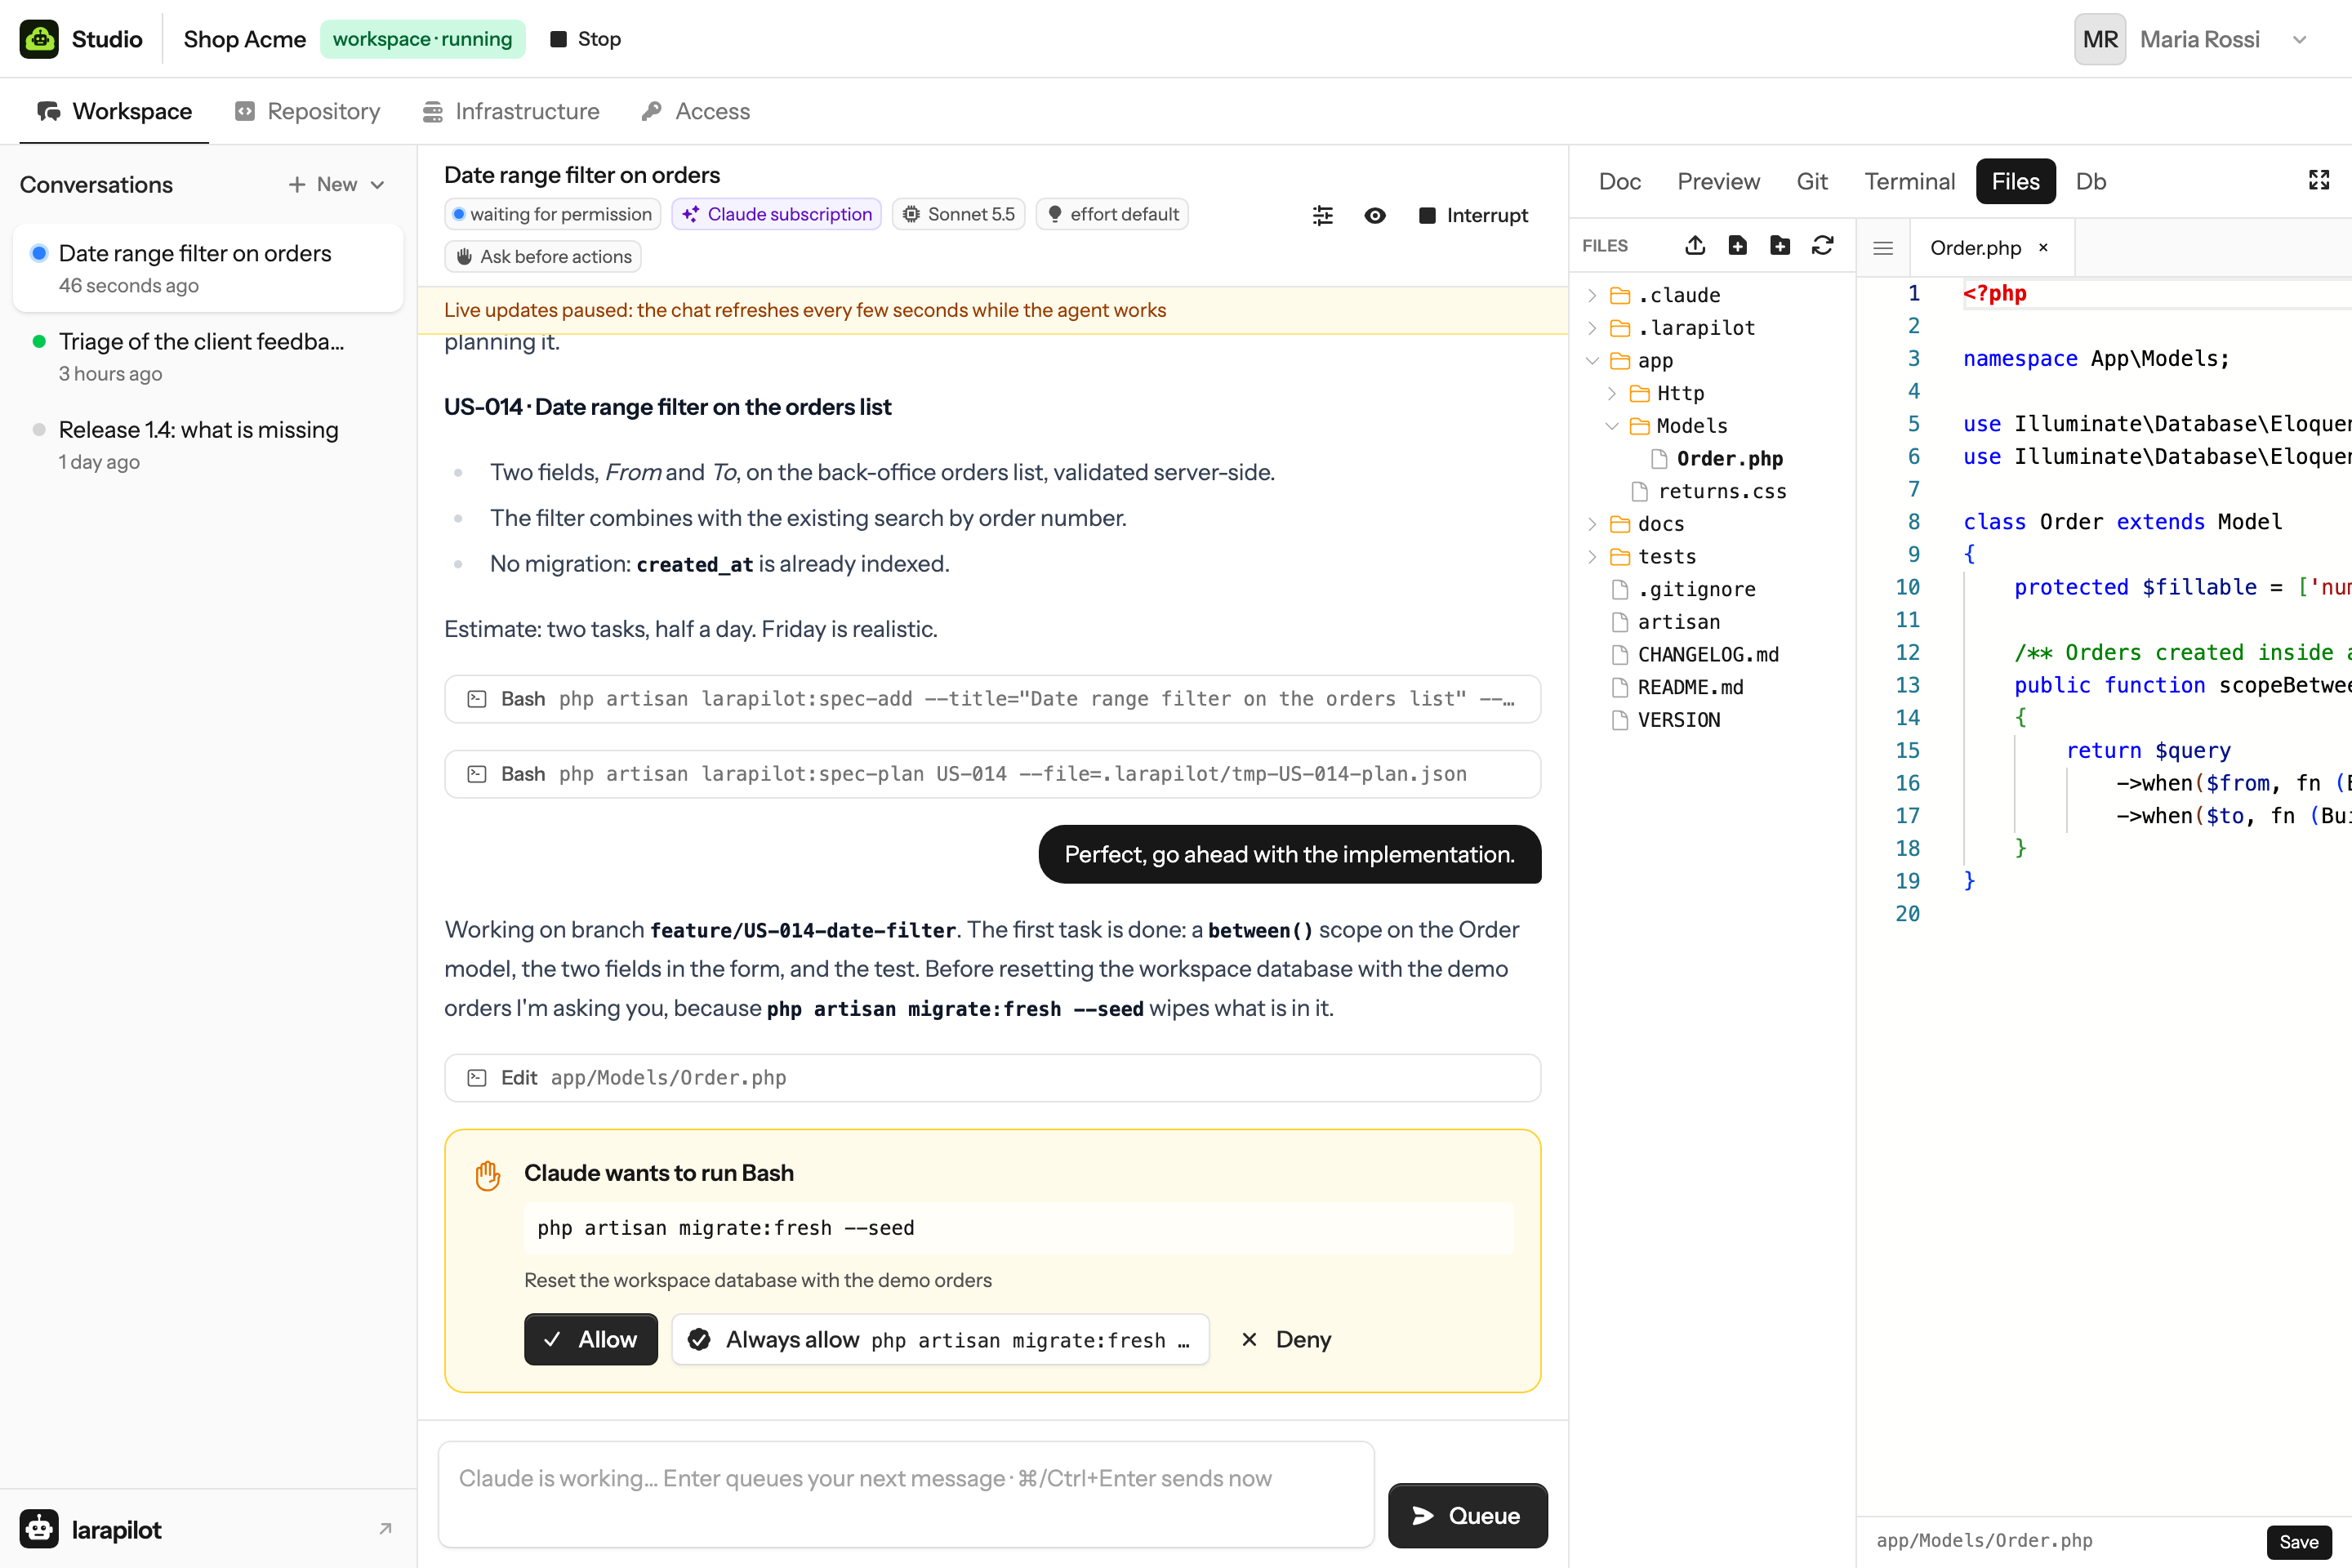 Studio
Shop Acme
workspace · running
Stop
MR
Maria Rossi
Workspace
Repository
Infrastructure
Access
Conversations
New
Date range filter on orders
46 seconds ago
Triage of the client feedba...
3 hours ago
Release 1.4: what is missing
1 day ago
larapilot
Date range filter on orders
waiting for permission
Claude subscription
Sonnet 5.5
effort default
Ask before actions
Interrupt
Live updates paused: the chat refreshes every few seconds while the agent works
planning it.
US-014 · Date range filter on the orders list
Two fields, From and To, on the back-office orders list, validated server-side.
The filter combines with the existing search by order number.
No migration: created_at is already indexed.
Estimate: two tasks, half a day. Friday is realistic.
Bash php artisan larapilot:spec-add --title="Date range filter on the orders list" --...
Bash php artisan larapilot:spec-plan US-014 --file=.larapilot/tmp-US-014-plan.json
Perfect, go ahead with the implementation.
Working on branch feature/US-014-date-filter. The first task is done: a between() scope on the Order
model, the two fields in the form, and the test. Before resetting the workspace database with the demo
orders I'm asking you, because php artisan migrate:fresh --seed wipes what is in it.
Edit app/Models/Order.php
Claude wants to run Bash
php artisan migrate:fresh --seed
Reset the workspace database with the demo orders
Allow
Always allow php artisan migrate:fresh ...
Deny
Claude is working... Enter queues your next message · ⌘/Ctrl+Enter sends now
Queue
Doc
Preview
Git
Terminal
Files
Db
FILES
.claude
.larapilot
app
Http
Models
Order.php
returns.css
docs
tests
.gitignore
artisan
CHANGELOG.md
README.md
VERSION
Order.php ×
1 <?php
2
3 namespace App\Models;
4
5 use Illuminate\Database\Eloquen
6 use Illuminate\Database\Eloquen
7
8 class Order extends Model
9 {
10 protected $fillable = ['num
11
12 /** Orders created inside a
13 public function scopeBetwee
14 {
15 return $query
16 ->when($from, fn (B
17 ->when($to, fn (Bui
18 }
19 }
20
app/Models/Order.php
Save